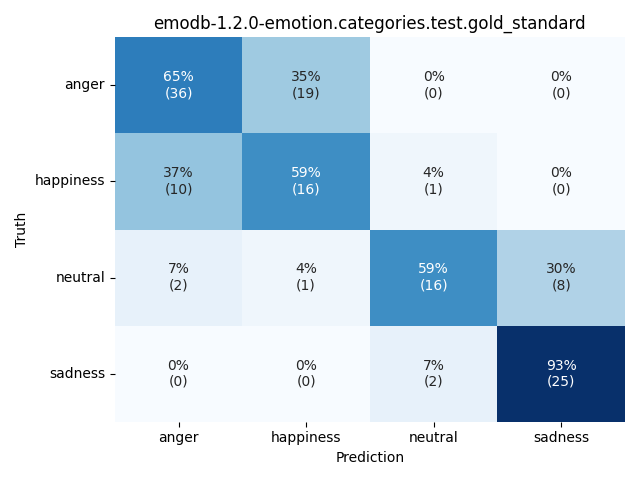 emodb-1.2.0-emotion.categories.test.gold_standard
Truth
anger
65% 35% 0% 0%
(36) (19) (0) (0)
happiness
37% 59% 4% 0%
(10) (16) (1) (0)
neutral
7% 4% 59% 30%
(2) (1) (16) (8)
sadness
0% 0% 7% 93%
(0) (0) (2) (25)
anger happiness neutral sadness
Prediction